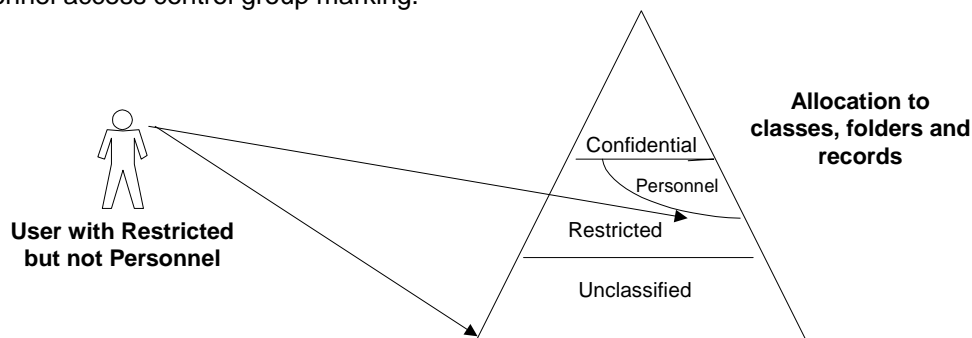 access control group marking.
Allocation to
classes, folders and
records
Confidential
Personnel
User with Restricted
but not Personnel
Restricted
Unclassified